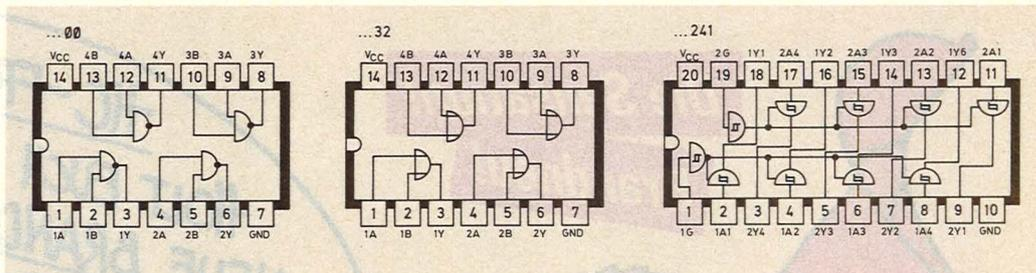 ...00
VCC 4B 4A 4Y 3B 3A 3Y
14 13 12 11 10 9 8
1 2 3 4 5 6 7
1A 1B 1Y 2A 2B 2Y GND
...32
VCC 4B 4A 4Y 3B 3A 3Y
14 13 12 11 10 9 8
1 2 3 4 5 6 7
1A 1B 1Y 2A 2B 2Y GND
...241
VCC 2G 1Y1 2A4 1Y2 2A3 1Y3 2A2 1Y6 2A1
20 19 18 17 16 15 14 13 12 11
1 2 3 4 5 6 7 8 9 10
1G 1A1 2Y4 1A2 2Y3 1A3 2Y2 1A4 2Y1 GND